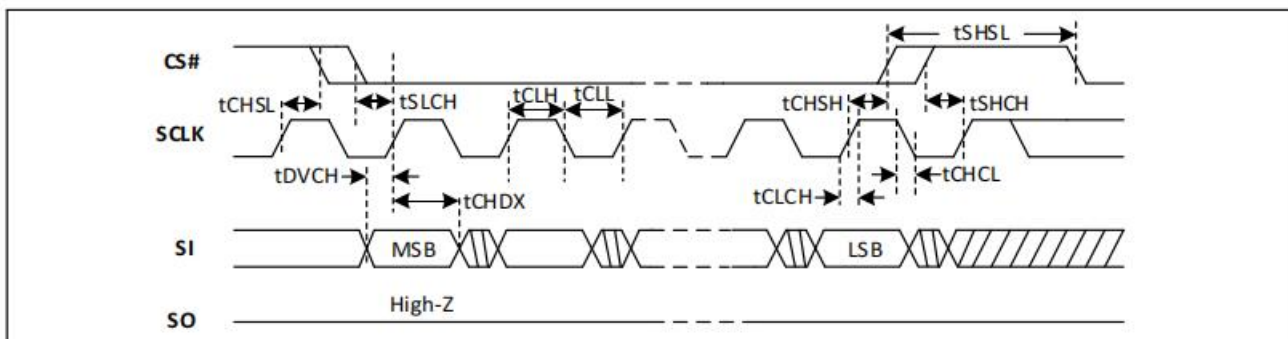 tSHSL
CS#
tCHSL
tSLCH
tCLH
tCLL
tCHSH
tSHCH
SCLK
tDVCH
tCHCL
tCHDX
tCLCH
SI
MSB
LSB
High-Z
SO